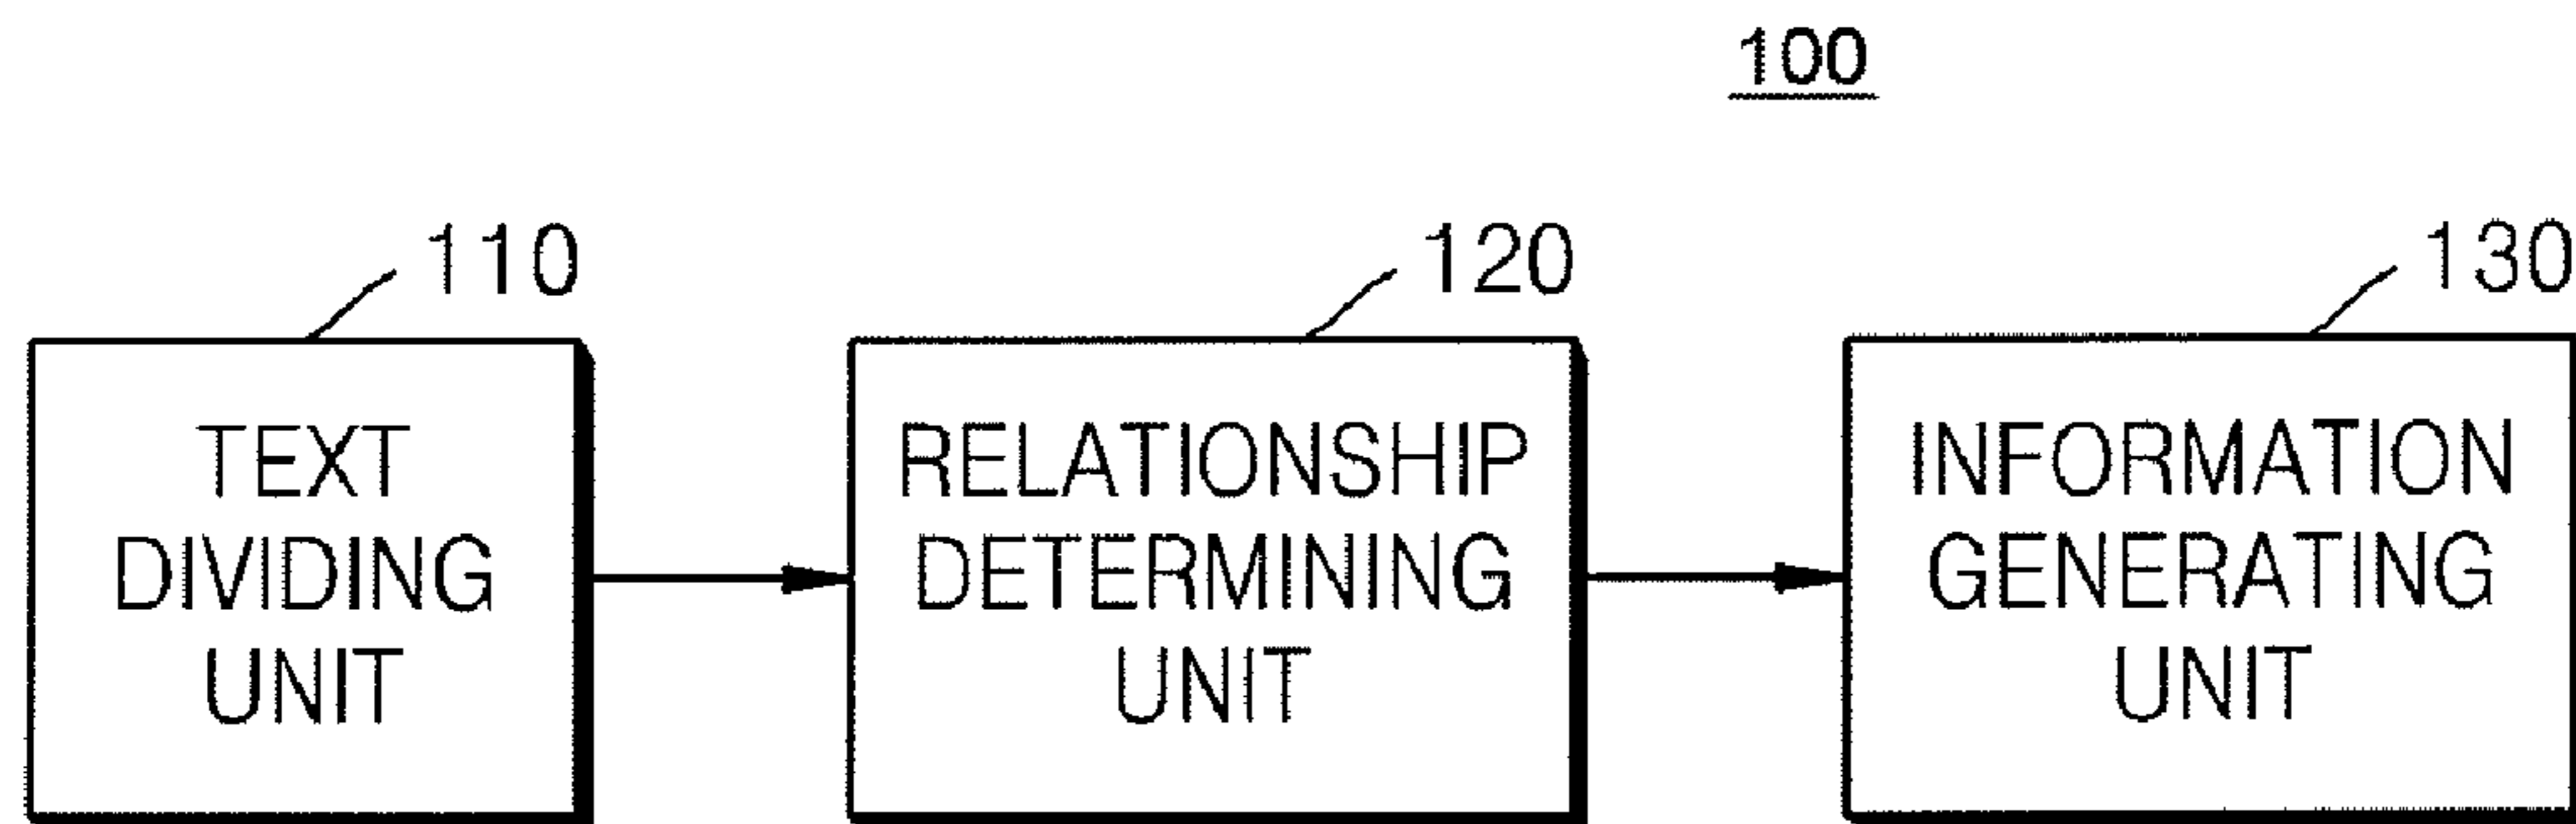 100
110
120
130
TEXT
DIVIDING
UNIT
RELATIONSHIP
DETERMINING
UNIT
INFORMATION
GENERATING
UNIT